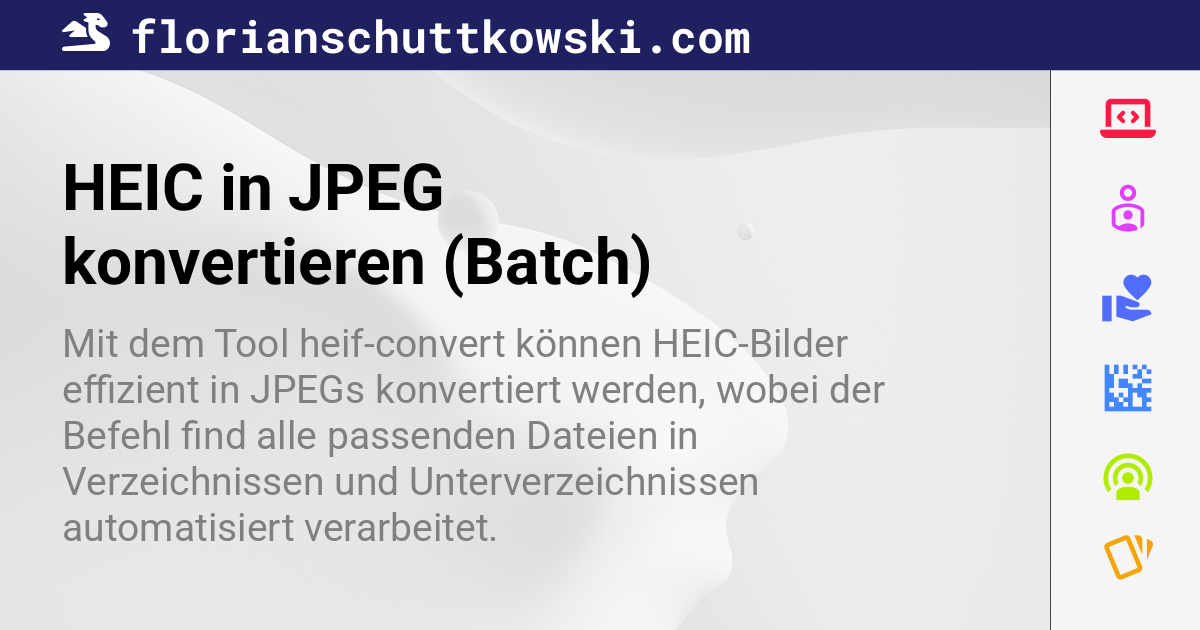 florianschuttkowski.com
HEIC in JPEG
konvertieren (Batch)
Mit dem Tool heif-convert können HEIC-Bilder
effizient in JPEGs konvertiert werden, wobei der
Befehl find alle passenden Dateien in
Verzeichnissen und Unterverzeichnissen
automatisiert verarbeitet.